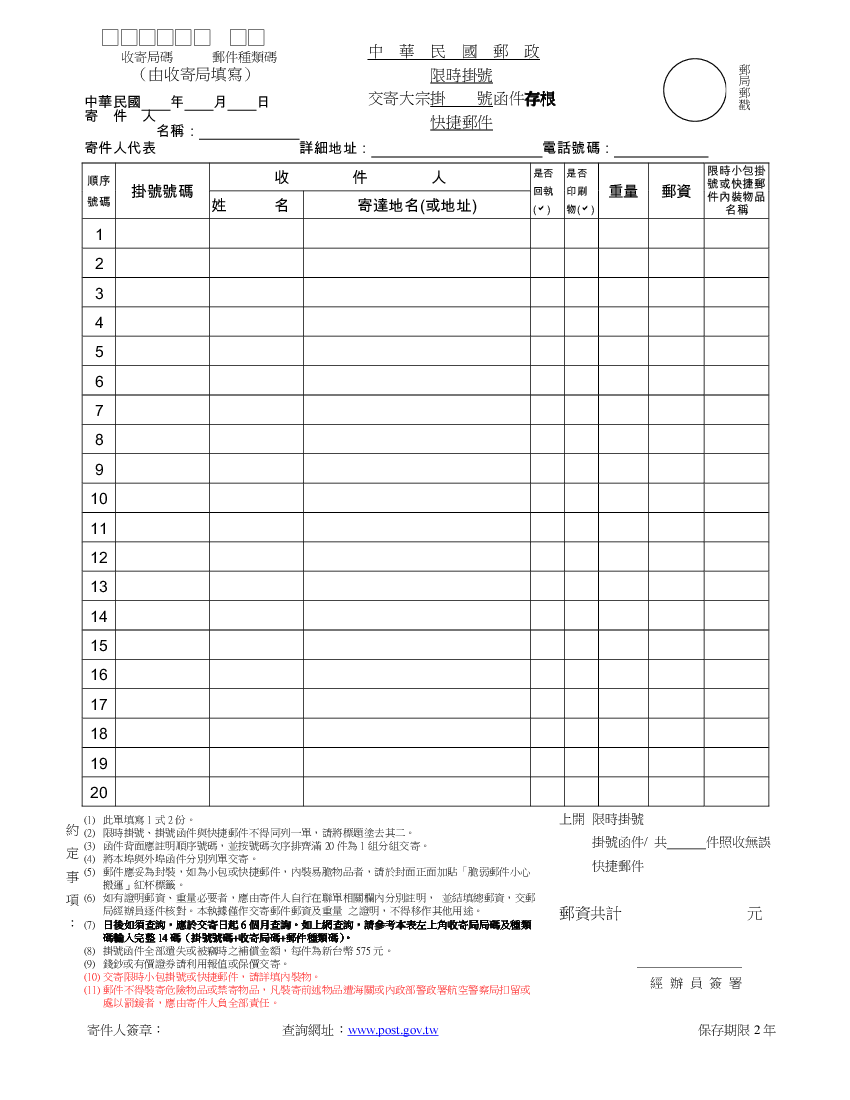 □□□□□□ □□
收寄局碼 郵件種類碼
（由收寄局填寫）
中 華 民 國 郵 政
限時掛號
交寄大宗掛 號函件存根
快捷郵件
郵局郵戳
中華民國____年____月____日
寄 件 人
名稱：
寄件人代表 詳細地址： 電話號碼：
順序號碼 掛號號碼 收 件 人 是否回執(✓) 是否印刷物(✓) 重量 郵資 限時小包掛號或快捷郵件內裝物品名稱
姓 名 寄達地名(或地址)
1
2
3
4
5
6
7
8
9
10
11
12
13
14
15
16
17
18
19
20
約定事項：
(1) 此單填寫 1 式 2 份。
(2) 限時掛號、掛號函件與快捷郵件不得同列一單，請將標題塗去其二。
(3) 函件背面應註明順序號碼，並按號碼次序排齊滿 20 件為 1 組分組交寄。
(4) 將本埠與外埠函件分別列單交寄。
(5) 郵件應妥為封裝，如為小包或快捷郵件，內裝易脆物品者，請於封面正面加貼「脆弱郵件小心
搬運」紅杯標籤。
(6) 如有證明郵資、重量必要者，應由寄件人自行在聯單相關欄內分別註明， 並結填總郵資，交郵
局經辦員逐件核對。本執據僅作交寄郵件郵資及重量 之證明，不得移作其他用途。
(7) 日後如須查詢，應於交寄日起 6 個月查詢。如上網查詢，請參考本表左上角收寄局局碼及種類
碼輸入完整 14 碼（掛號號碼+收寄局碼+郵件種類碼）。
(8) 掛號函件全部遺失或被竊時之補償金額，每件為新台幣 575 元。
(9) 錢鈔或有價證券請利用報值或保價交寄。
(10) 交寄限時小包掛號或快捷郵件，請詳填內裝物。
(11) 郵件不得裝寄危險物品或禁寄物品，凡裝寄前述物品遭海關或內政部警政署航空警察局扣留或
處以罰鍰者，應由寄件人負全部責任。
上開 限時掛號
掛號函件/ 共_____件照收無誤
快捷郵件
郵資共計 元
經 辦 員 簽 署
寄件人簽章： 查詢網址：www.post.gov.tw 保存期限 2 年